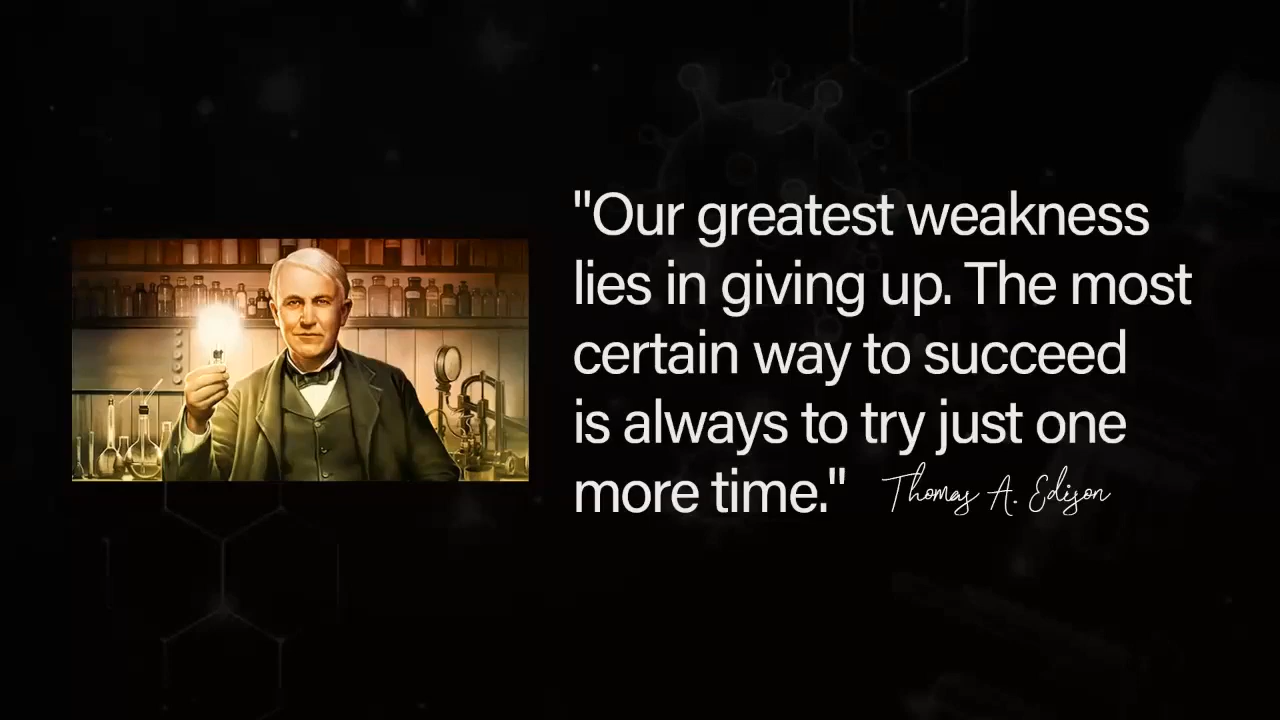 "Our greatest weakness
lies in giving up. The most
certain way to succeed
is always to try just one
more time." Thomas A. Edison